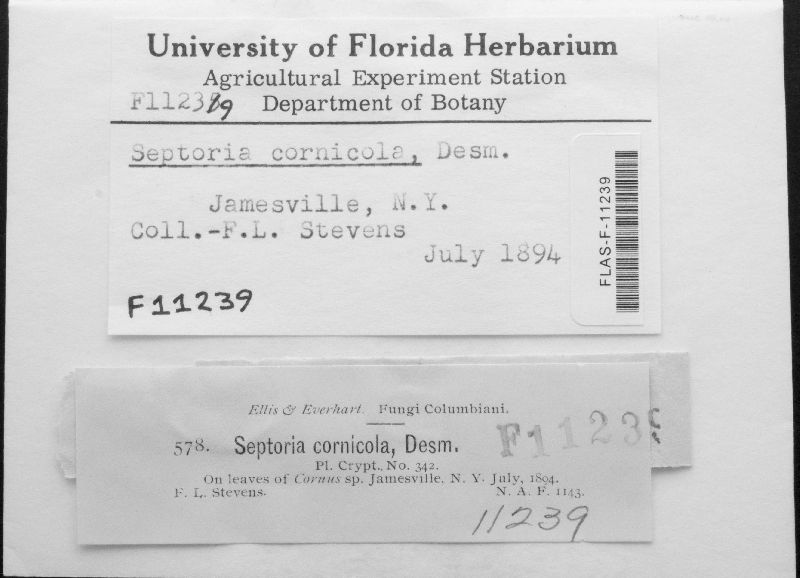 University of Florida Herbarium
Agricultural Experiment Station
F11239 Department of Botany
Septoria cornicola, Desm.
Jamesville, N.Y.
Coll.-F.L. Stevens
July 1894
F11239
FLAS-F-11239
Ellis & Everhart. Fungi Columbiani.
578. Septoria cornicola, Desm.
F1123
Pl. Crypt., No. 342.
On leaves of Cornus sp. Jamesville, N. Y. July, 1894.
F. L. Stevens. N. A. F. 1143.
11239